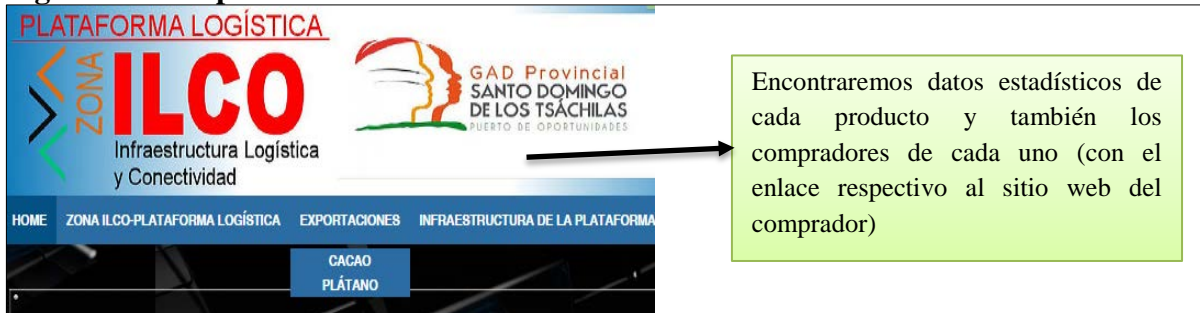 PLATAFORMA LOGÍSTICA
ZONA
ILCO
Infraestructura Logística
y Conectividad
GAD Provincial
SANTO DOMINGO
DE LOS TSÁCHILAS
PUERTO DE OPORTUNIDADES
HOME ZONA ILCO-PLATAFORMA LOGÍSTICA EXPORTACIONES INFRAESTRUCTURA DE LA PLATAFORMA
CACAO
PLÁTANO
Encontraremos datos estadísticos de
cada producto y también los
compradores de cada uno (con el
enlace respectivo al sitio web del
comprador)